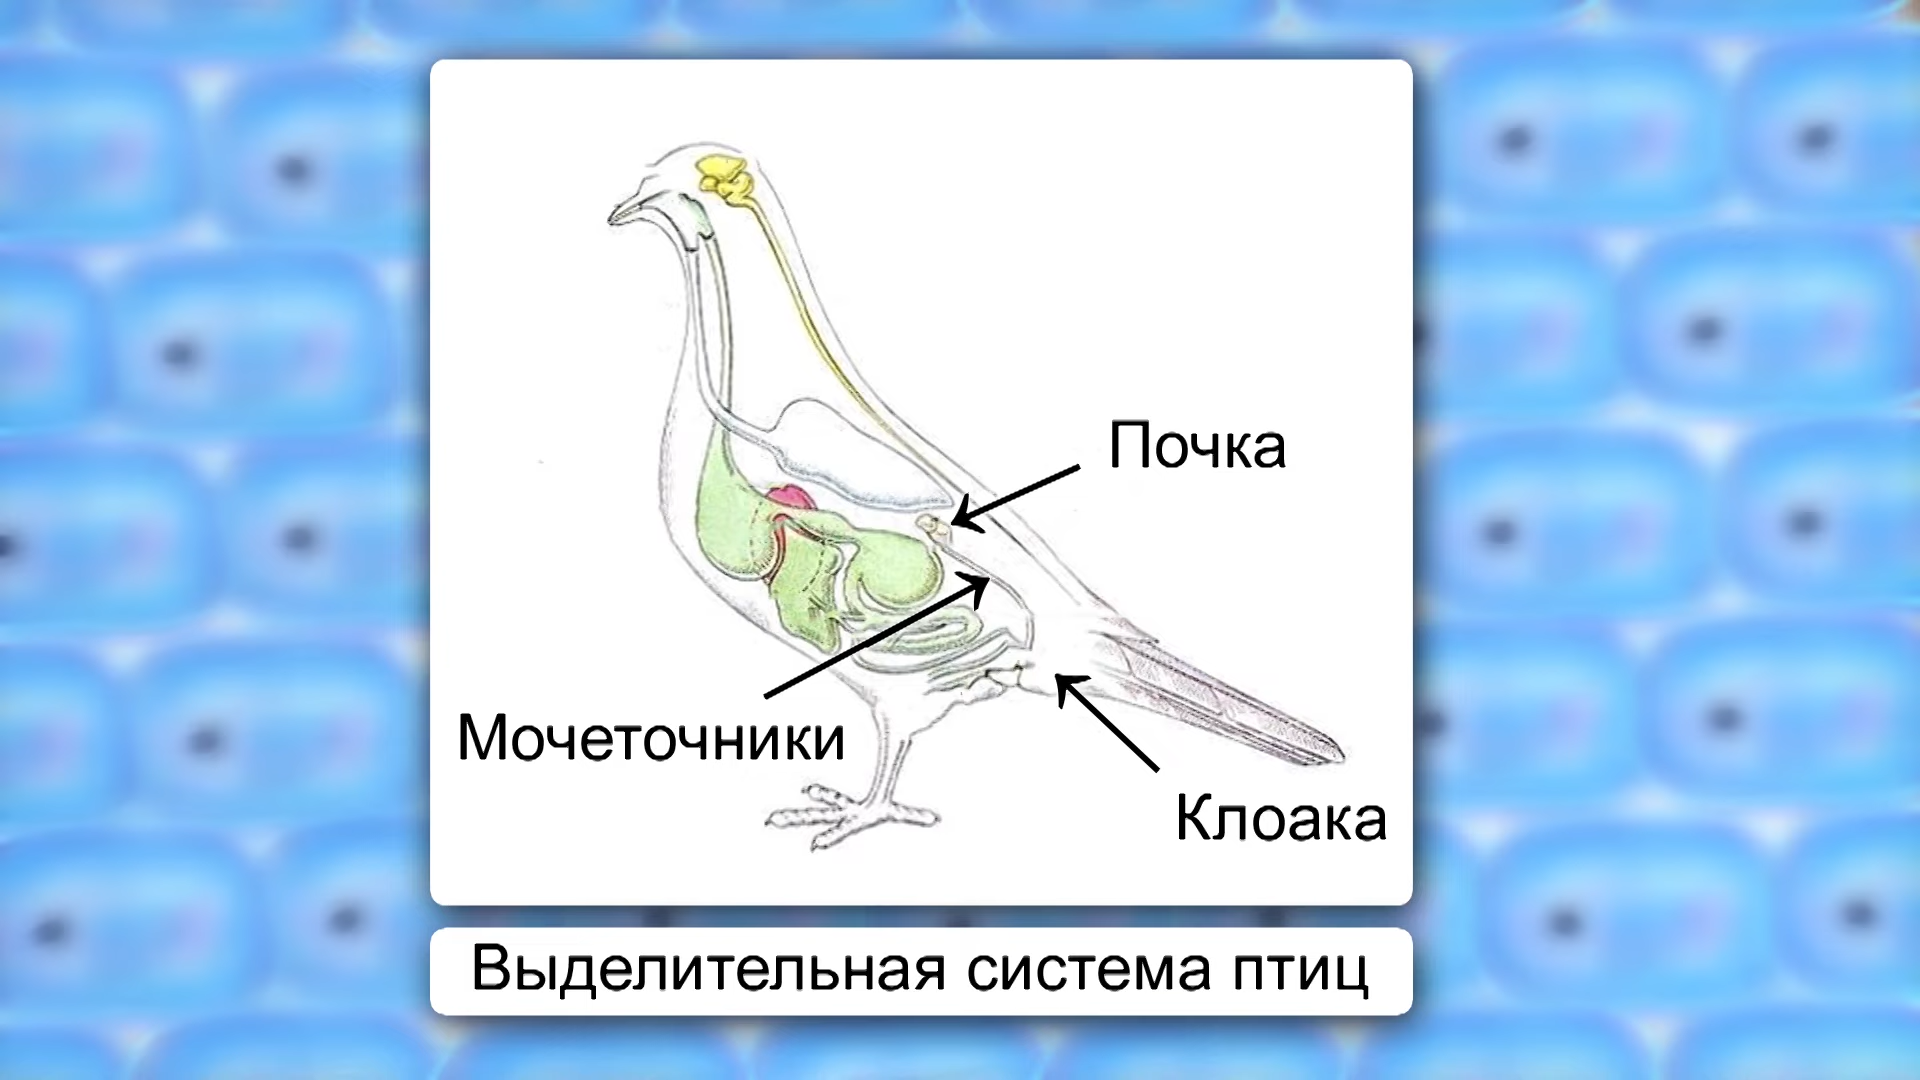 Почка
Мочеточники
Клоака
Выделительная система птиц